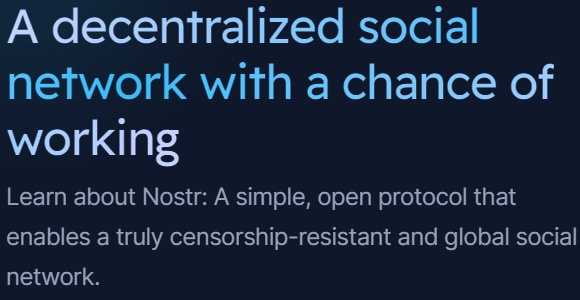 A decentralized social
network with a chance of
working
Learn about Nostr: A simple, open protocol that
enables a truly censorship-resistant and global social
network.